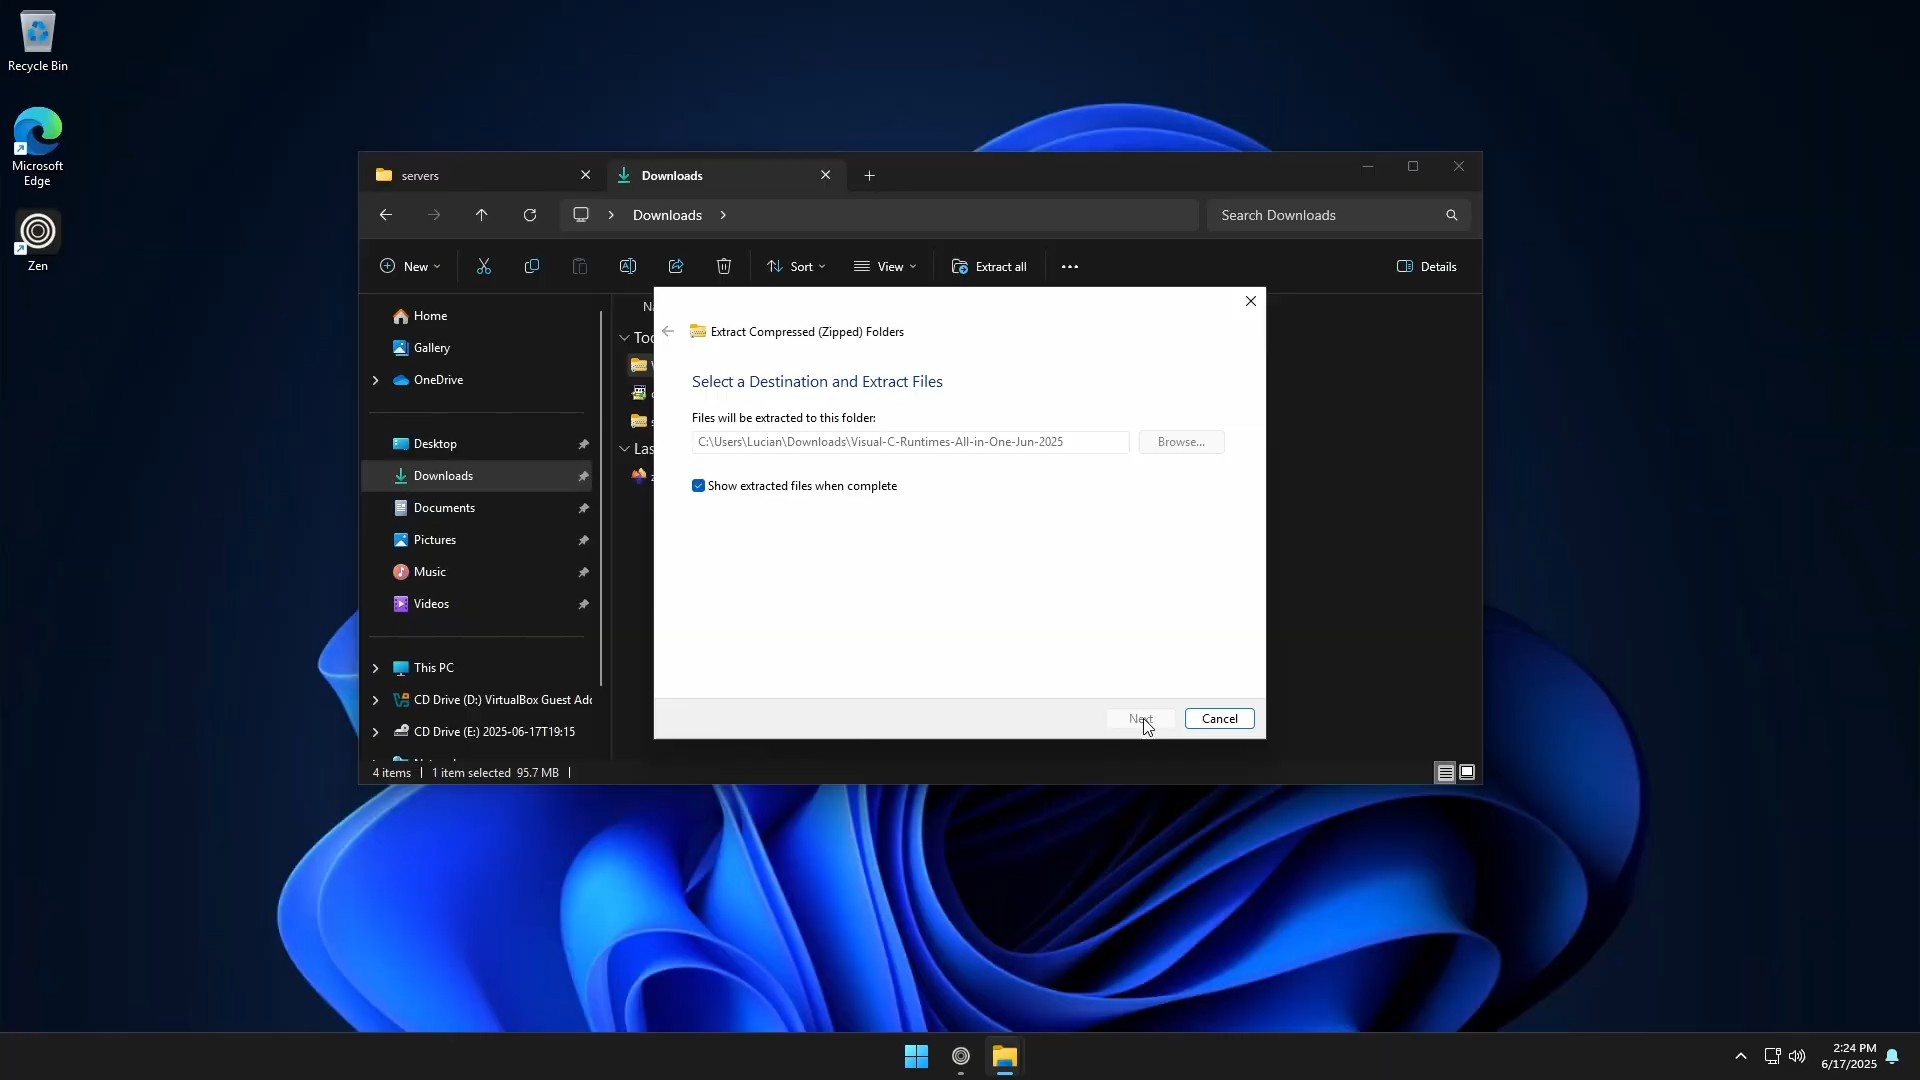 Recycle Bin
Microsoft
Edge
Zen
servers
Downloads
Downloads
Search Downloads
New
Sort
View
Extract all
Details
Home
Gallery
OneDrive
Desktop
Downloads
Documents
Pictures
Music
Videos
This PC
CD Drive (D:) VirtualBox Guest Ad
CD Drive (E:) 2025-06-17T19:15
Extract Compressed (Zipped) Folders
Select a Destination and Extract Files
Files will be extracted to this folder:
C:\Users\Lucian\Downloads\Visual-C-Runtimes-All-in-One-Jun-2025
Browse...
Show extracted files when complete
Next
Cancel
4 items
1 item selected 95.7 MB
2:24 PM
6/17/2025